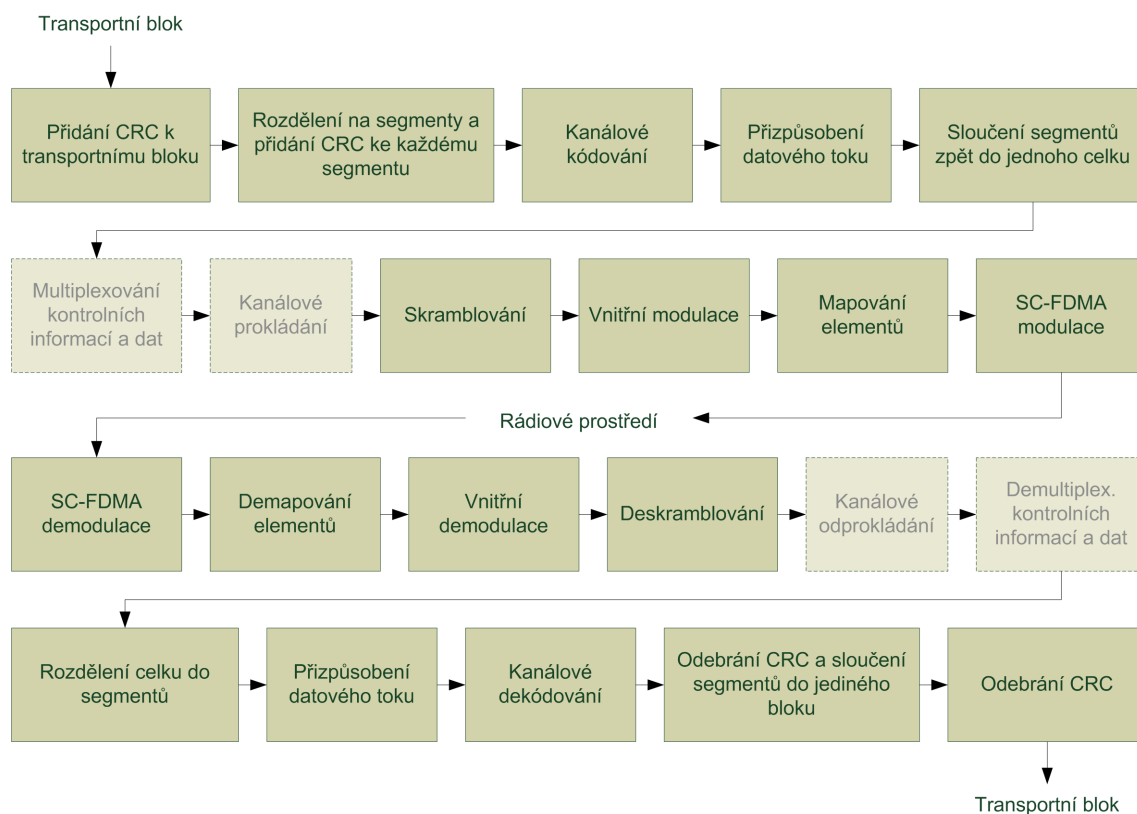 Transportní blok
Přidání CRC k
transportnímu bloku
Rozdělení na segmenty a
přidání CRC ke každému
segmentu
Kanálové
kódování
Přizpůsobení
datového toku
Sloučení segmentů
zpět do jednoho celku
Multiplexování
kontrolních
informací a dat
Kanálové
prokládání
Skramblování
Vnitřní modulace
Mapování
elementů
SC-FDMA
modulace
Rádiové prostředí
SC-FDMA
demodulace
Demapování
elementů
Vnitřní
demodulace
Deskramblování
Kanálové
odprokládání
Demultiplex.
kontrolních
informací a dat
Rozdělení celku do
segmentů
Přizpůsobení
datového toku
Kanálové
dekódování
Odebrání CRC a sloučení
segmentů do jediného
bloku
Odebrání CRC
Transportní blok